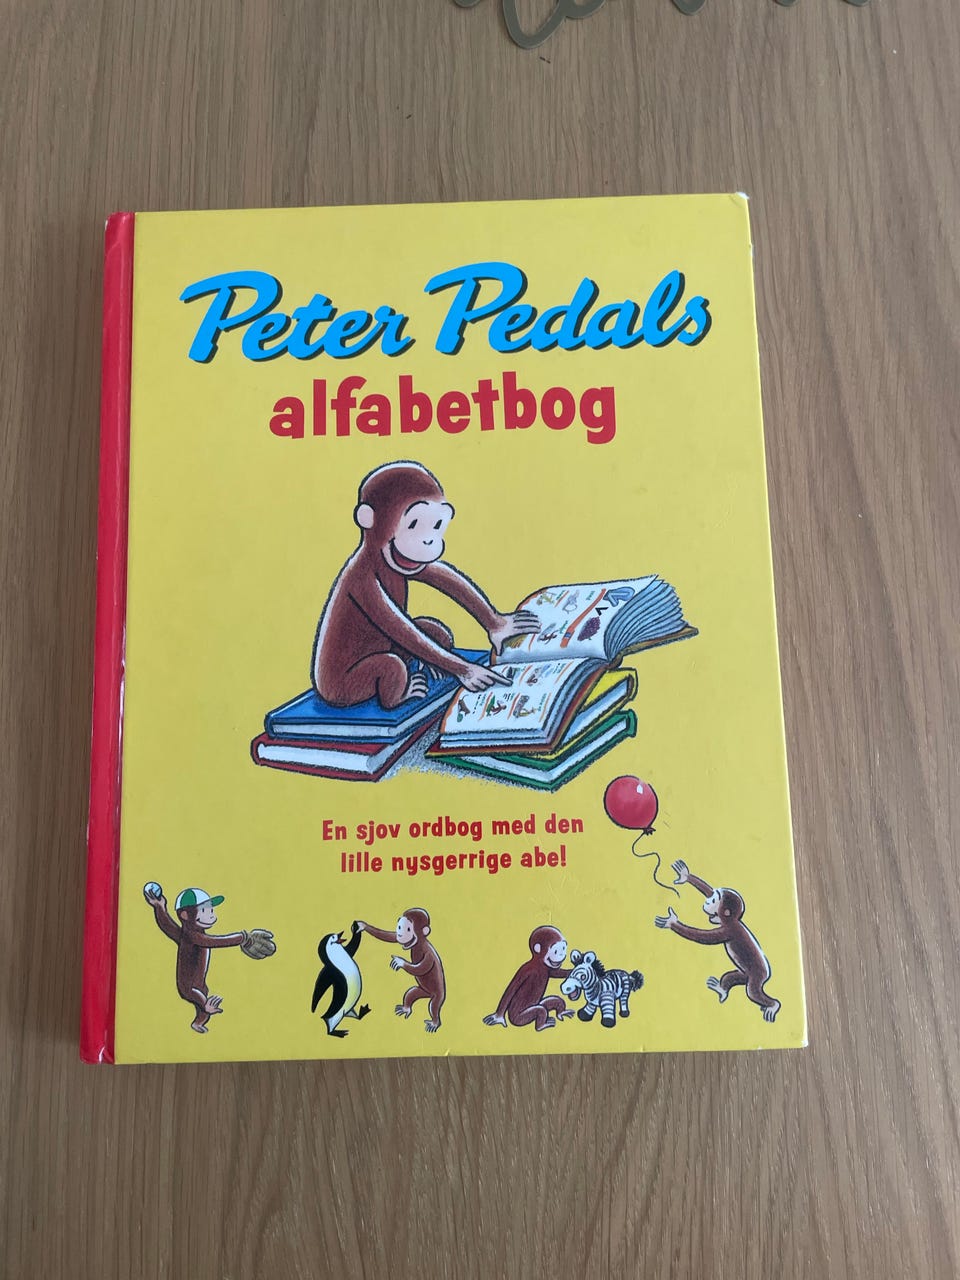 Peter Pedals
alfabetbog
En sjov ordbog med den
lille nysgerrige abe!